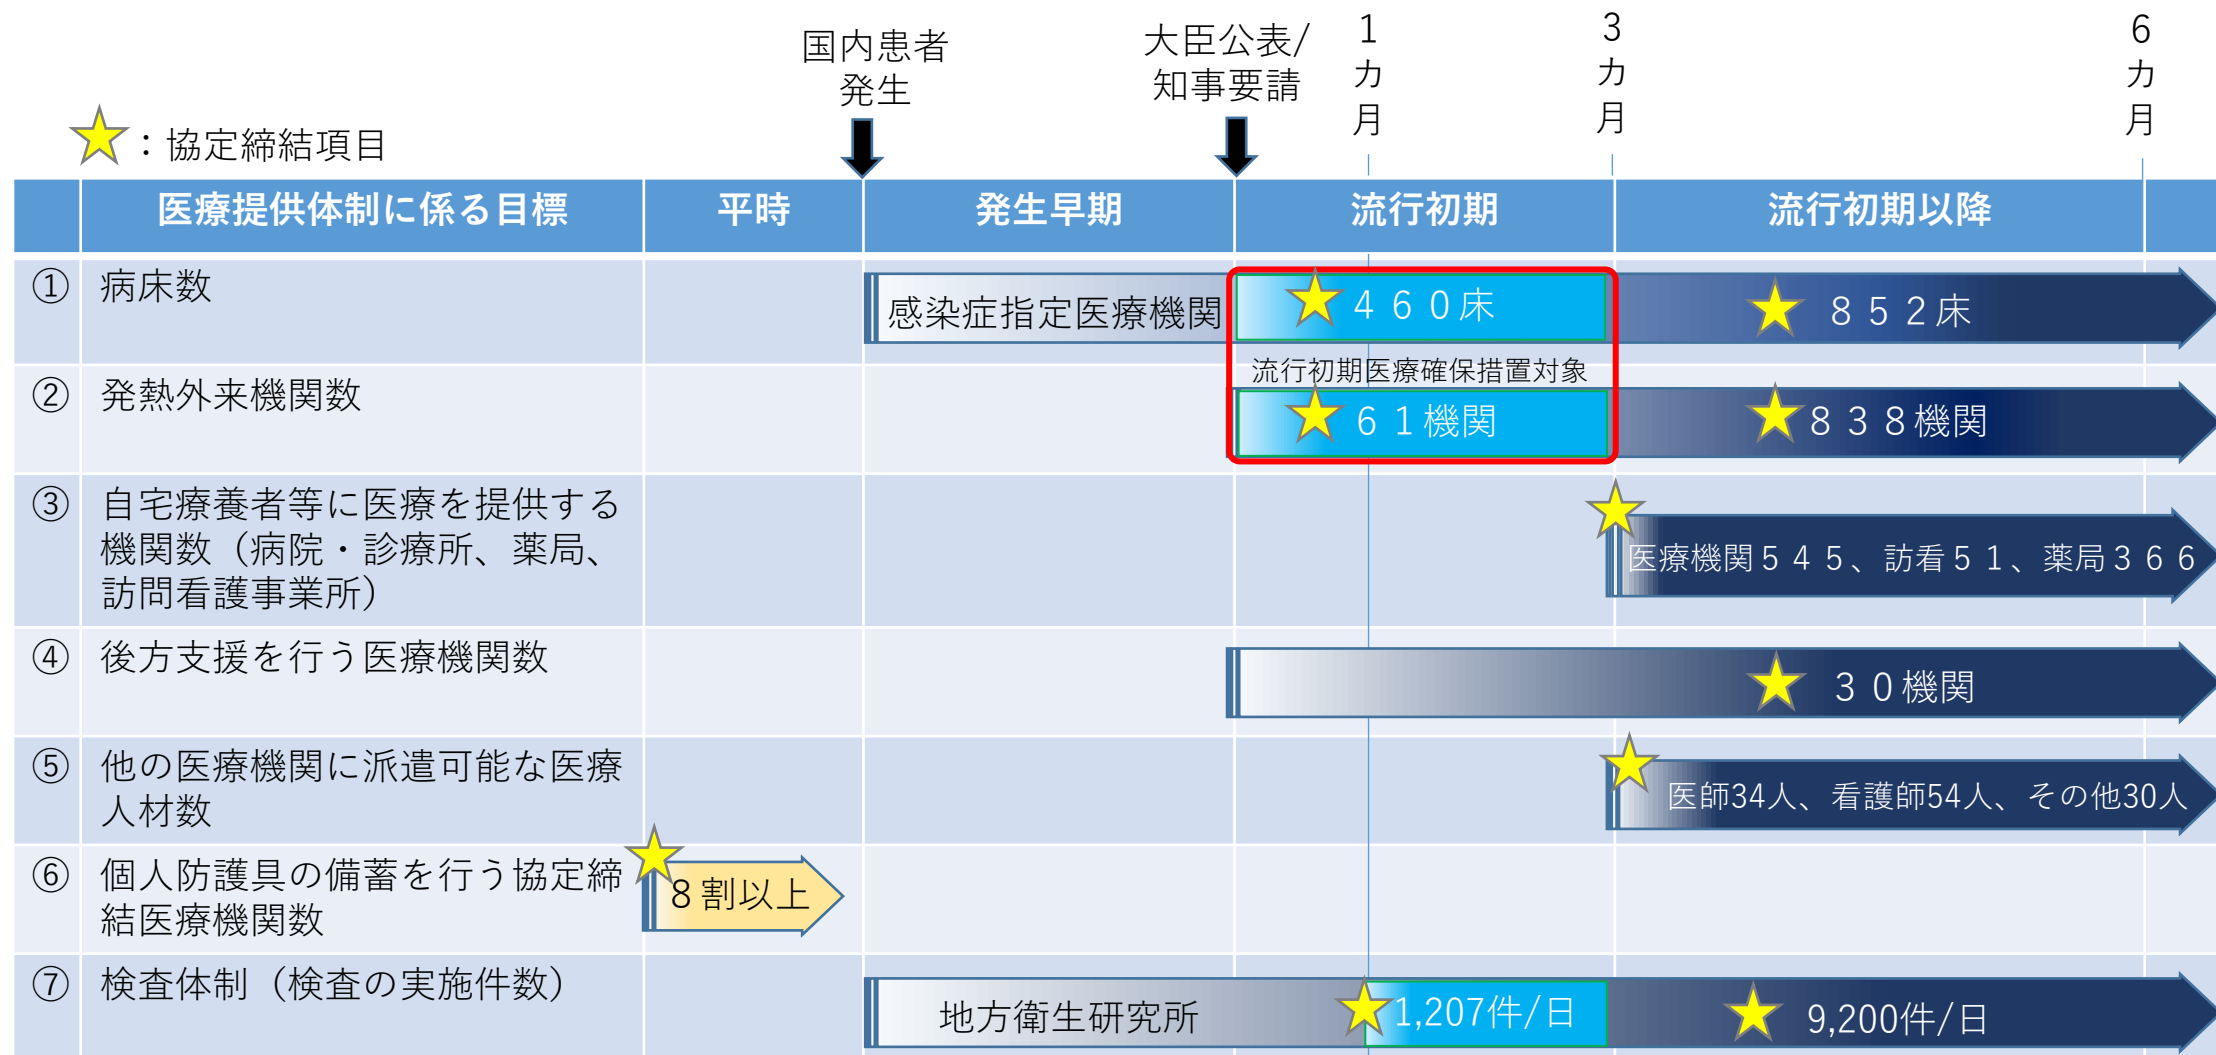 国内患者
発生
大臣公表/
知事要請
1カ月
3カ月
6カ月
：協定締結項目
医療提供体制に係る目標 平時 発生早期 流行初期 流行初期以降
① 病床数
感染症指定医療機関 ４６０床 ８５２床
流行初期医療確保措置対象
② 発熱外来機関数
６１機関 ８３８機関
③ 自宅療養者等に医療を提供する
機関数（病院・診療所、薬局、
訪問看護事業所）
医療機関５４５、訪看５１、薬局３６６
④ 後方支援を行う医療機関数
３０機関
⑤ 他の医療機関に派遣可能な医療
人材数
医師34人、看護師54人、その他30人
⑥ 個人防護具の備蓄を行う協定締
結医療機関数
８割以上
⑦ 検査体制（検査の実施件数）
地方衛生研究所 1,207件/日 9,200件/日